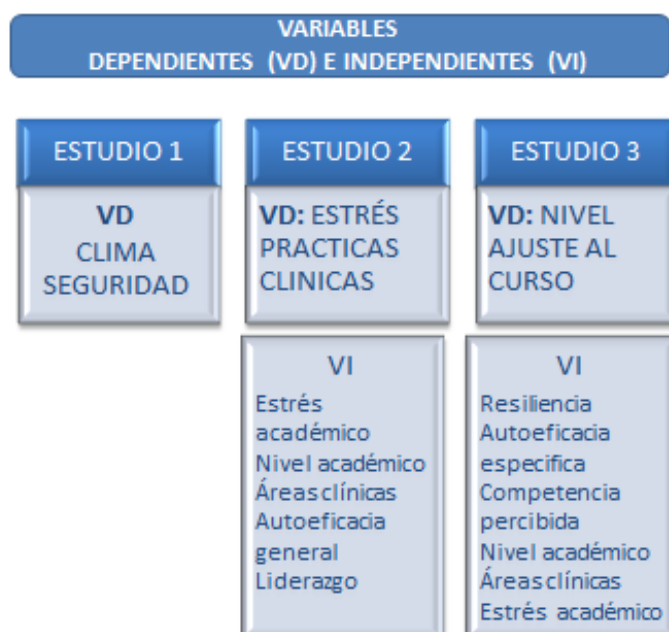 VARIABLES
DEPENDIENTES (VD) E INDEPENDIENTES (VI)
ESTUDIO 1
VD
CLIMA
SEGURIDAD
ESTUDIO 2
VD: ESTRÉS
PRACTICAS
CLINICAS
VI
Estrés
académico
Nivel académico
Áreas clínicas
Autoeficacia
general
Liderazgo
ESTUDIO 3
VD: NIVEL
AJUSTE AL
CURSO
VI
Resiliencia
Autoeficacia
especifica
Competencia
percibida
Nivel académico
Áreas clínicas
Estrés académico